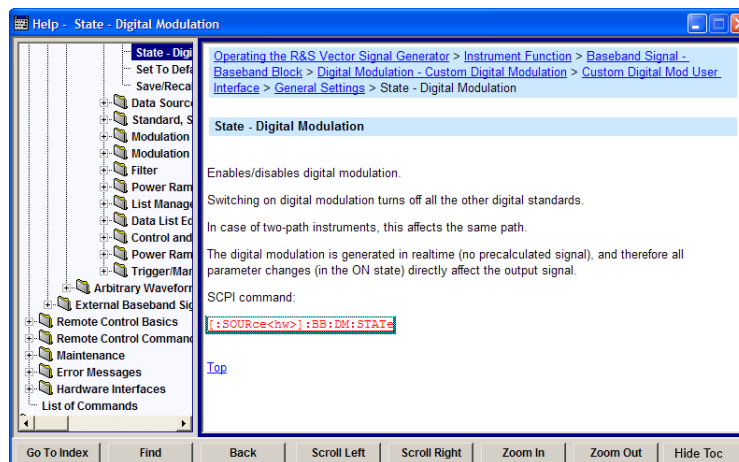 Help - State - Digital Modulation
State - Digi
Set To Defa
Save/Recal
Data Source
Standard, S
Modulation
Modulation
Filter
Power Ram
List Manage
Data List Ed
Control and
Power Ram
Trigger/Mar
Arbitrary Waveform
External Baseband Sig
Remote Control Basics
Remote Control Comman
Maintenance
Error Messages
Hardware Interfaces
List of Commands
Operating the R&S Vector Signal Generator > Instrument Function > Baseband Signal -
Baseband Block > Digital Modulation - Custom Digital Modulation > Custom Digital Mod User
Interface > General Settings > State - Digital Modulation
State - Digital Modulation
Enables/disables digital modulation.
Switching on digital modulation turns off all the other digital standards.
In case of two-path instruments, this affects the same path.
The digital modulation is generated in realtime (no precalculated signal), and therefore all
parameter changes (in the ON state) directly affect the output signal.
SCPI command:
[:SOURce<hw>]:BB:DM:STATe
Top
Go To Index Find Back Scroll Left Scroll Right Zoom In Zoom Out Hide Toc